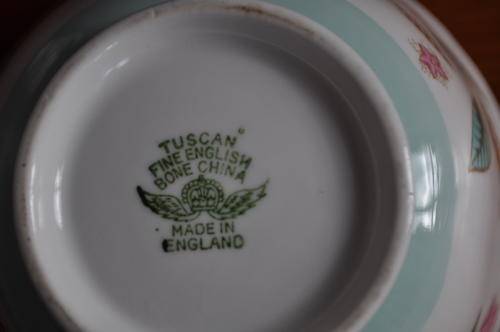 TUSCAN
FINE ENGLISH
BONE CHINA
MADE IN
ENGLAND